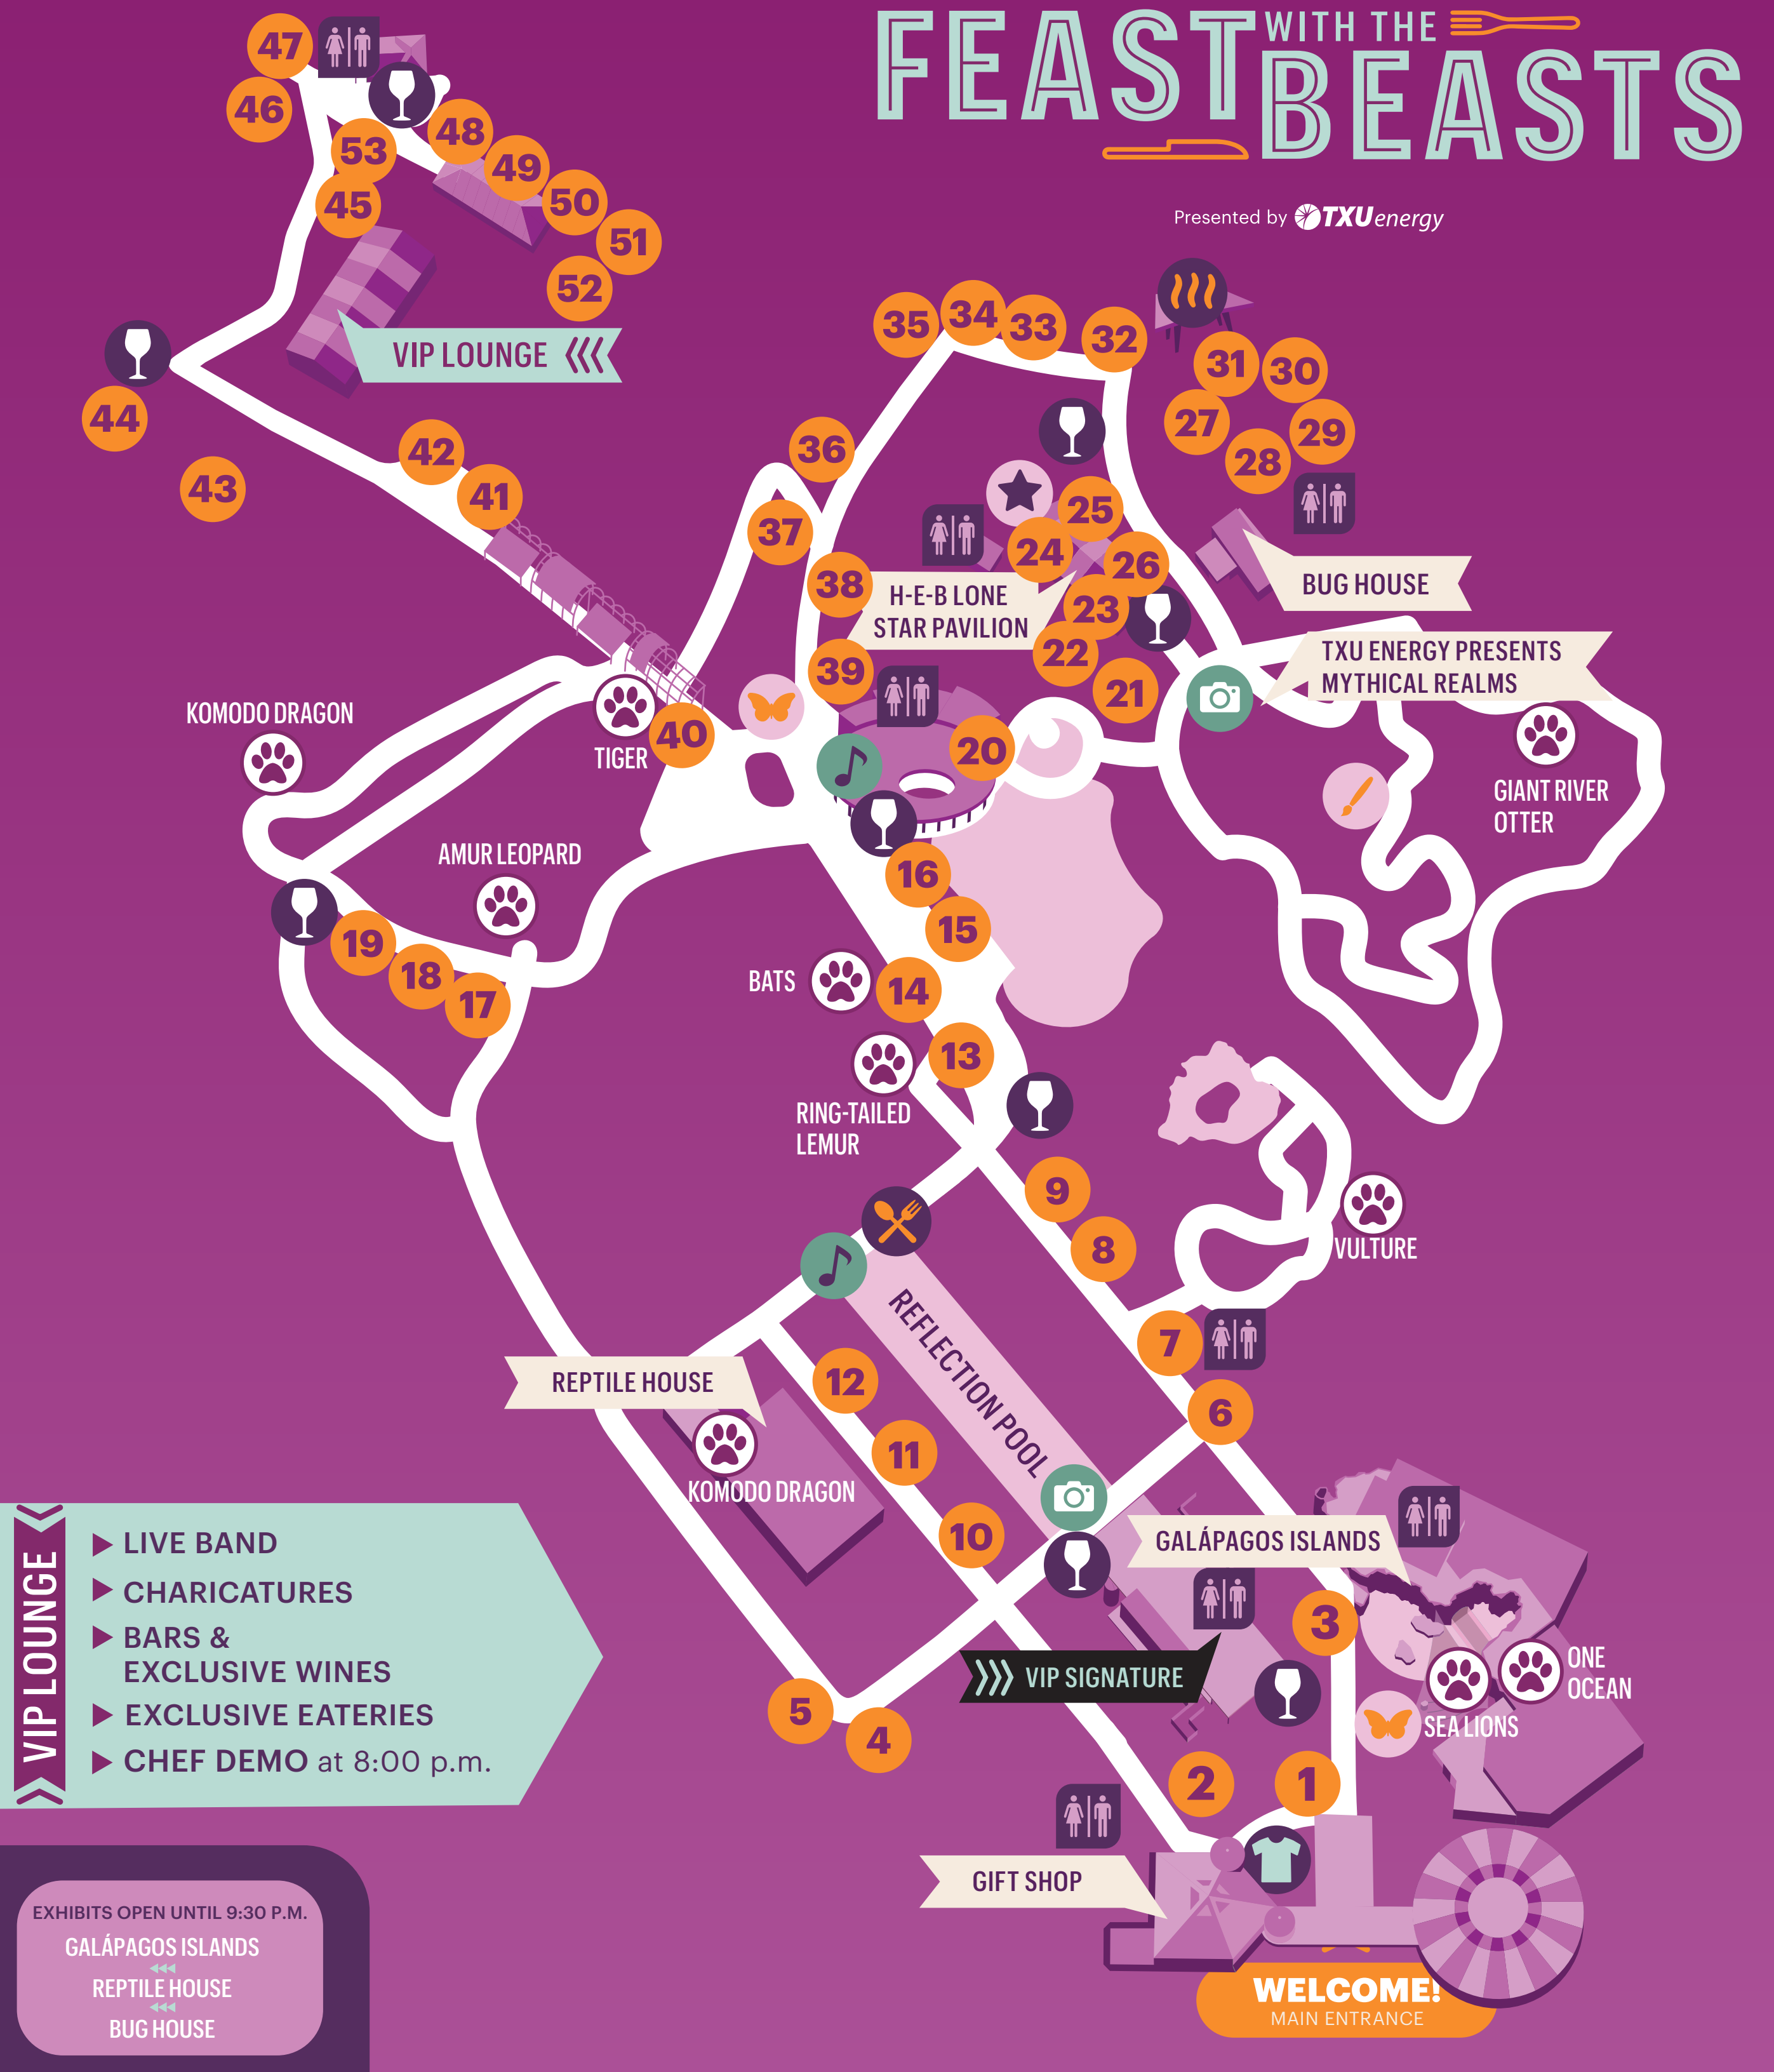 FEAST WITH THE
BEASTS
Presented by TXU energy
47
46
53
45
48
49
50
51
52
VIP LOUNGE
44
43
42
41
35
34
33
32
31
30
27
29
28
36
37
38
39
25
24
26
23
22
21
H-E-B LONE
STAR PAVILION
BUG HOUSE
TXU ENERGY PRESENTS
MYTHICAL REALMS
KOMODO DRAGON
TIGER
40
20
GIANT RIVER
OTTER
AMUR LEOPARD
19
18
17
16
15
BATS
14
13
RING-TAILED
LEMUR
9
8
VULTURE
7
6
REFLECTION POOL
REPTILE HOUSE
KOMODO DRAGON
12
11
10
GALÁPAGOS ISLANDS
3
VIP SIGNATURE
ONE
OCEAN
SEA LIONS
5
4
2
1
GIFT SHOP
WELCOME!
MAIN ENTRANCE
VIP LOUNGE
LIVE BAND
CHARICATURES
BARS &
EXCLUSIVE WINES
EXCLUSIVE EATERIES
CHEF DEMO at 8:00 p.m.
EXHIBITS OPEN UNTIL 9:30 P.M.
GALÁPAGOS ISLANDS
REPTILE HOUSE
BUG HOUSE